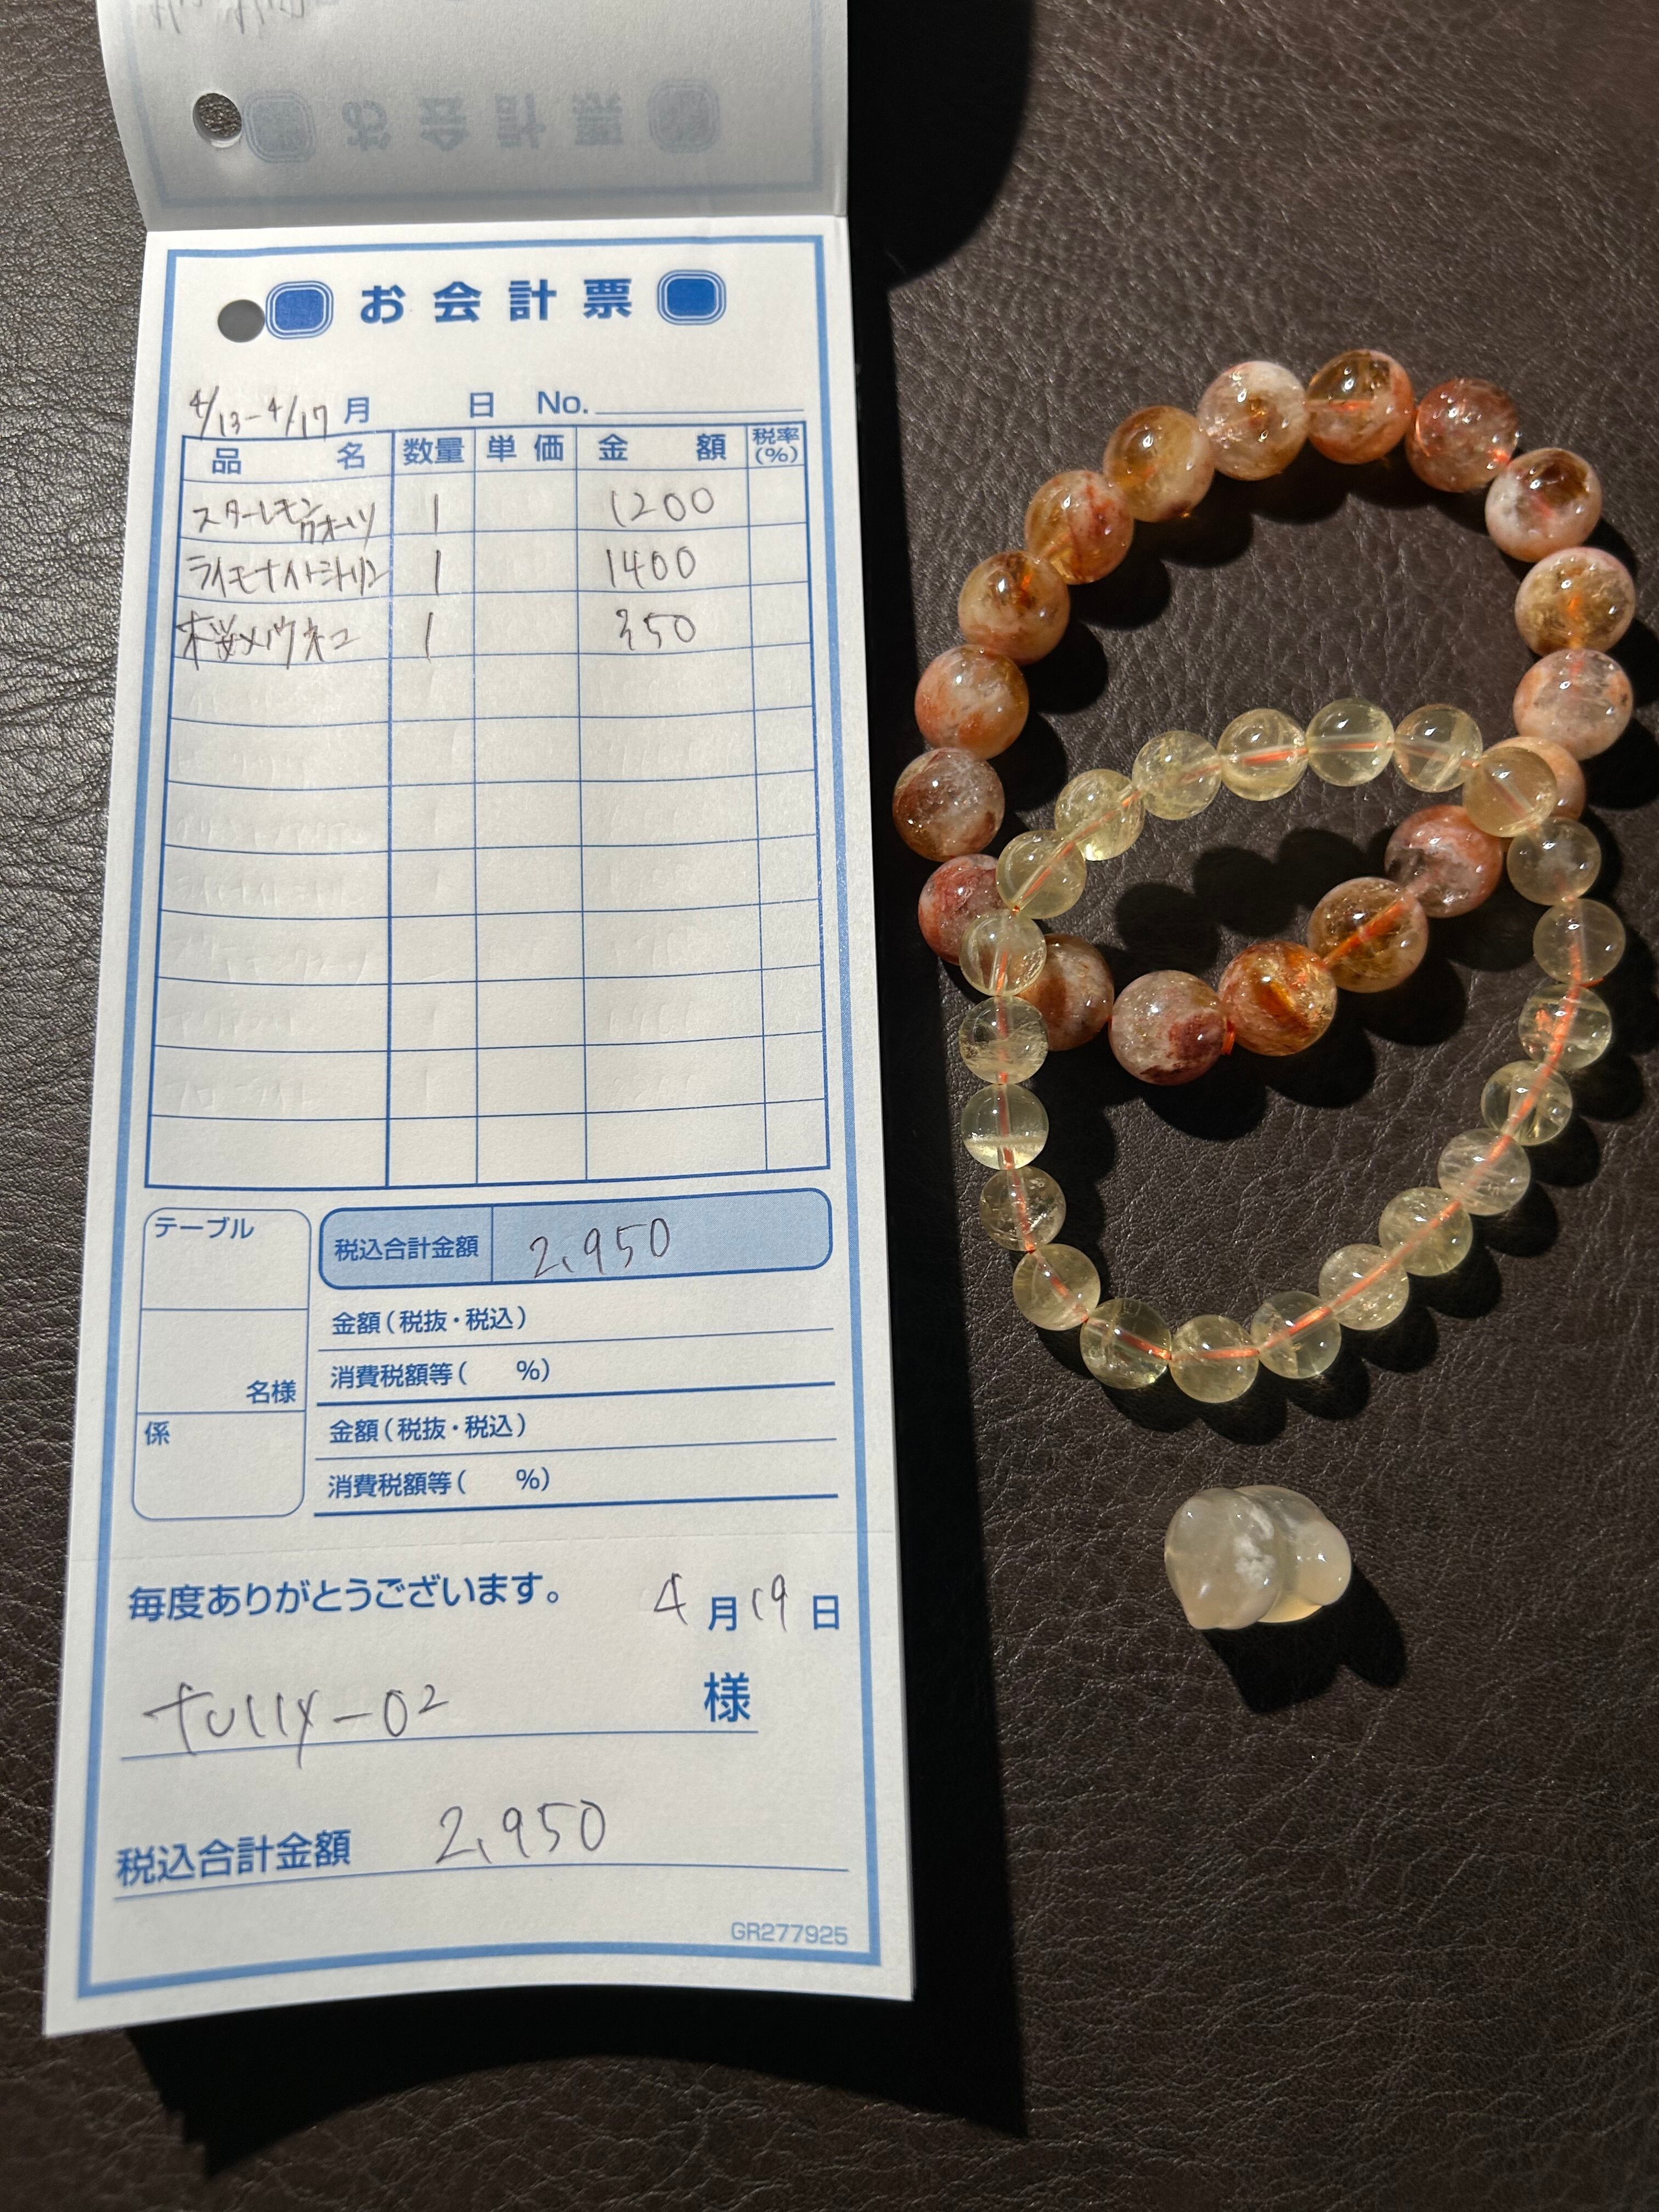 お会計票
4/13-4/17 月 日 No.
品名 数量 単価 金額 税率(%)
スターレモンクォーツ 1 1200
ライモナイトシトリン 1 1400
桜メノウネコ 1 350
テーブル
税込合計金額 2,950
金額(税抜・税込)
消費税額等( %)
名様
係
金額(税抜・税込)
消費税額等( %)
毎度ありがとうございます。 4月19日
tully-02 様
税込合計金額 2,950
GR277925